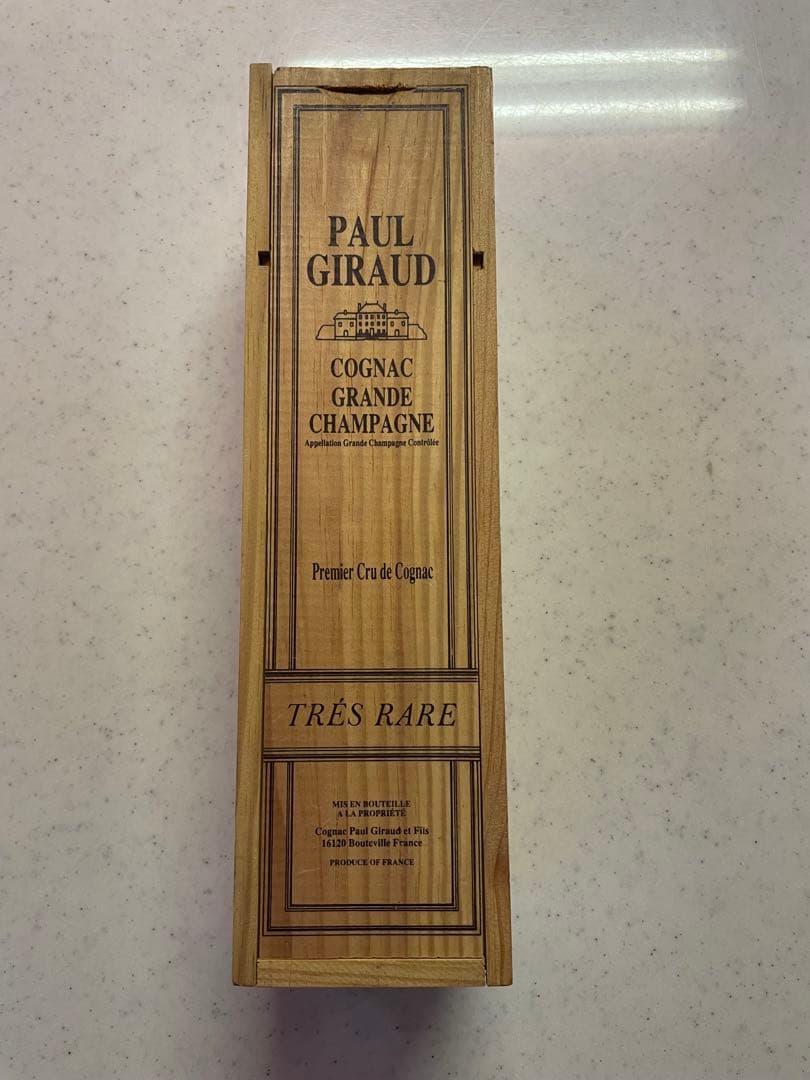 PAUL
GIRAUD
COGNAC
GRANDE
CHAMPAGNE
Appellation Grande Champagne Contrôlée
Premier Cru de Cognac
TRÉS RARE
MIS EN BOUTEILLE
A LA PROPRIÉTÉ
Cognac Paul Giraud et Fils
16120 Bouteville France
PRODUCE OF FRANCE